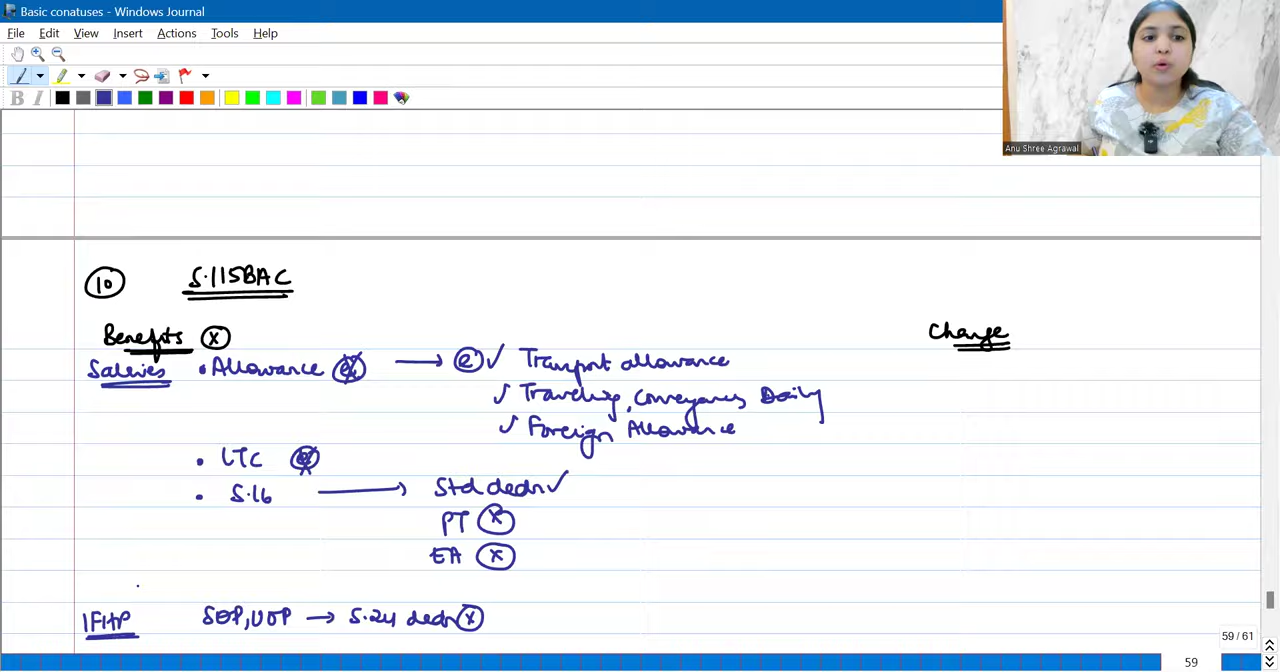 Basic conatuses - Windows Journal
File Edit View Insert Actions Tools Help
B I
Anu Shree Agrawal
10 S.115BAC
Benefits x Change
Salaries • Allowance → e ✓ Transport allowance
✓ Traveling, Conveyance Daily
✓ Foreign Allowance
• LTC
• S.16 → Std dedn ✓
PT x
EA x
IFHP SOP, UOP → S.24 dedn x
59 / 61
59